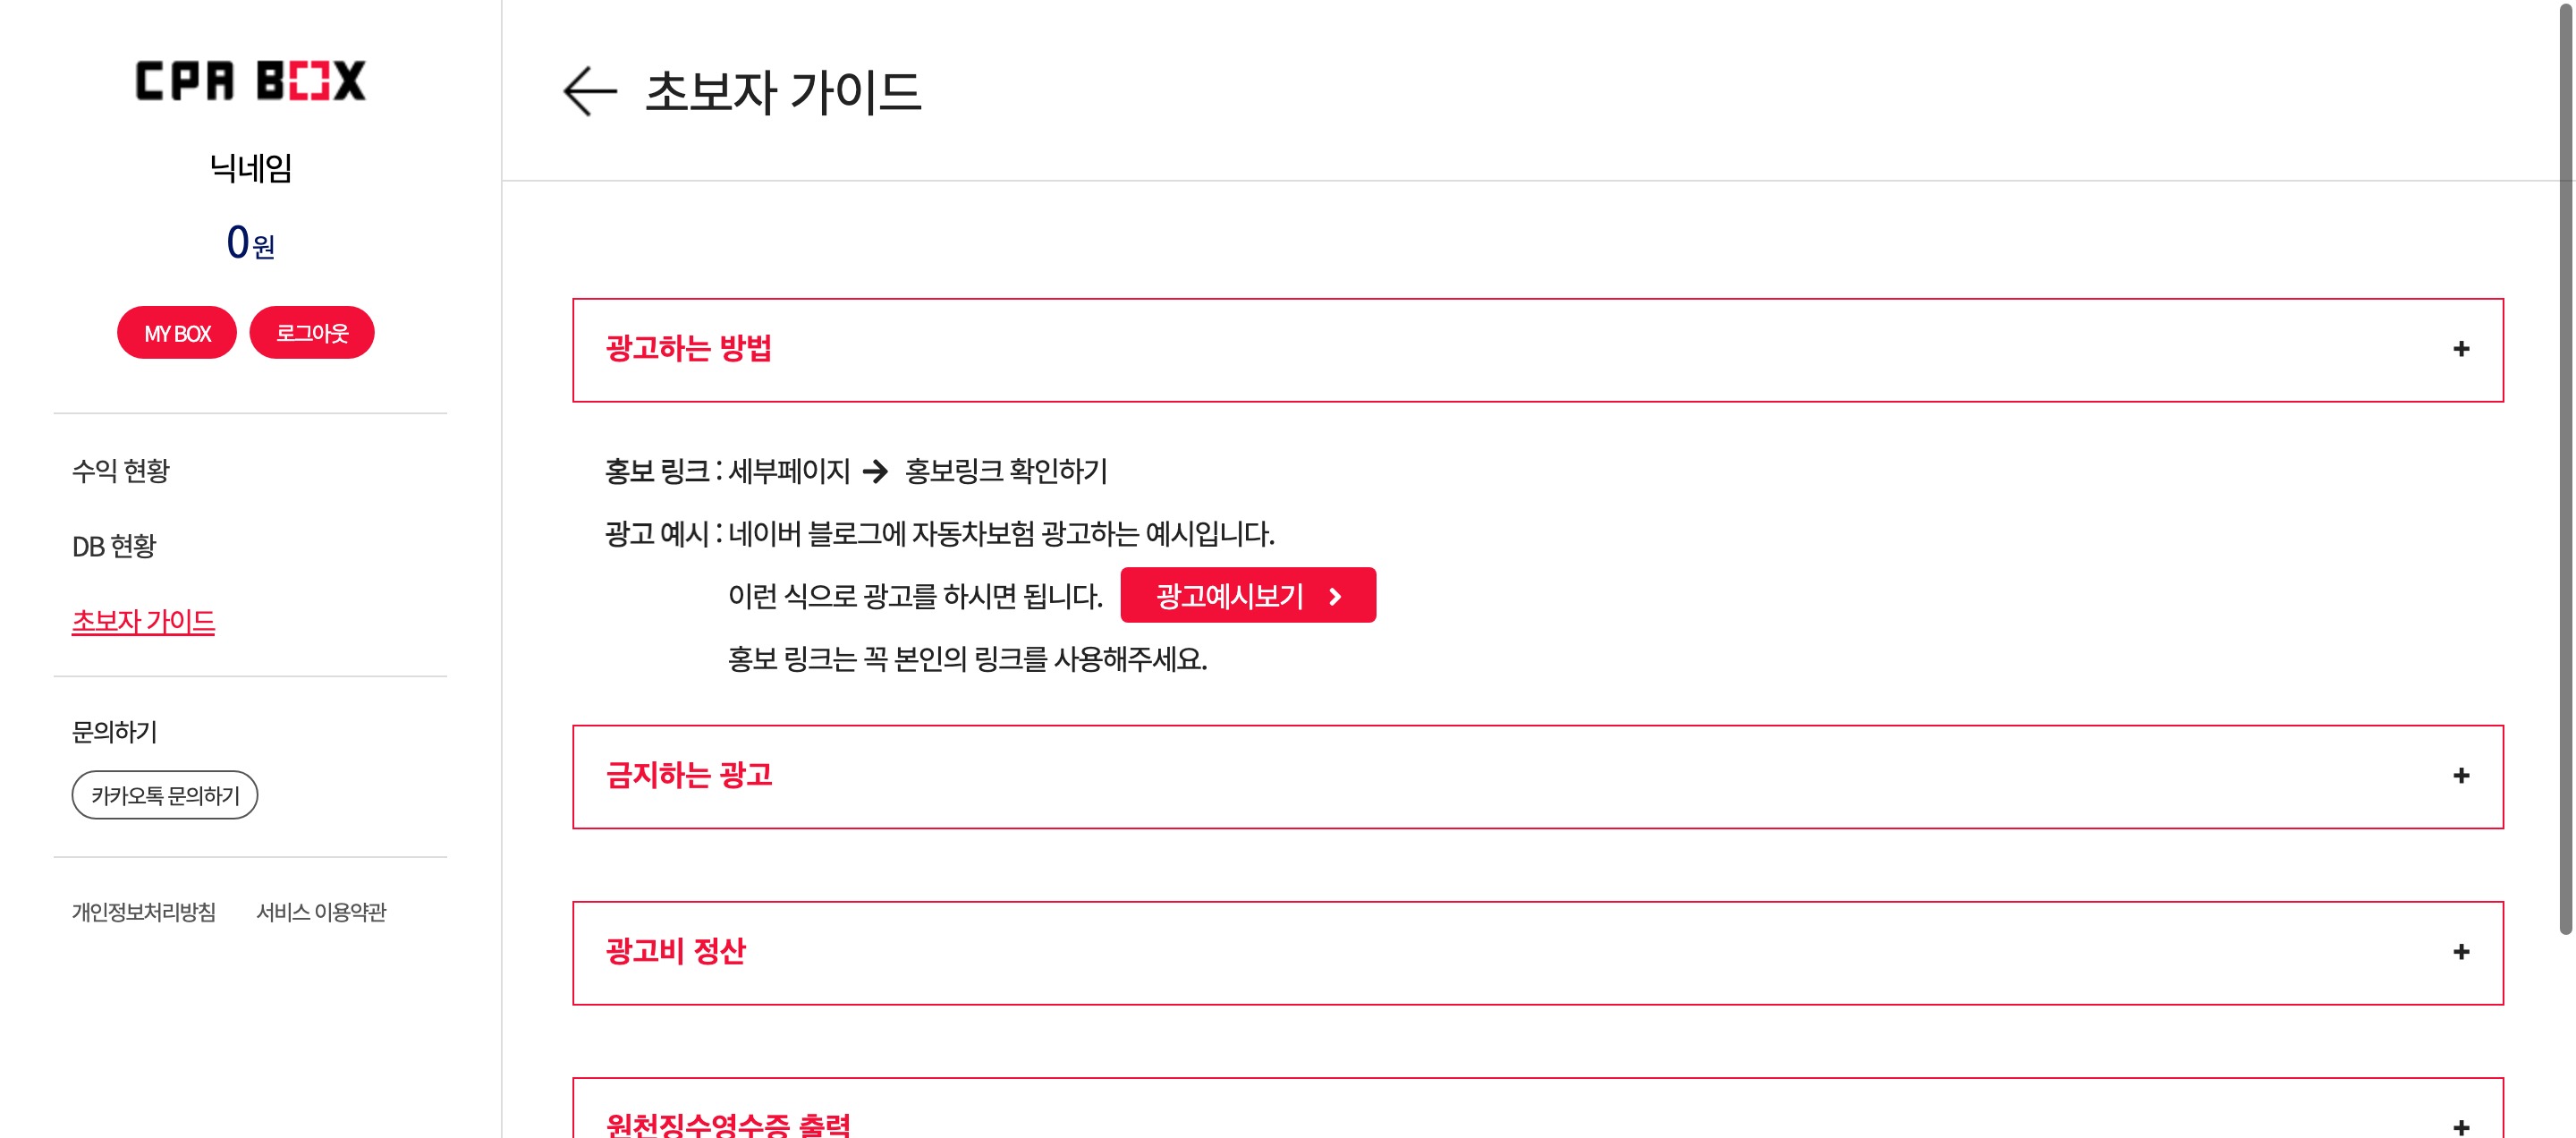 CPA BOX
닉네임
0원
MY BOX
로그아웃
수익 현황
DB 현황
초보자 가이드
문의하기
카카오톡 문의하기
개인정보처리방침
서비스 이용약관
초보자 가이드
광고하는 방법 +
홍보 링크 : 세부페이지 → 홍보링크 확인하기
광고 예시 : 네이버 블로그에 자동차보험 광고하는 예시입니다.
이런 식으로 광고를 하시면 됩니다. 광고예시보기 >
홍보 링크는 꼭 본인의 링크를 사용해주세요.
금지하는 광고 +
광고비 정산 +
원천징수영수증 출력 +